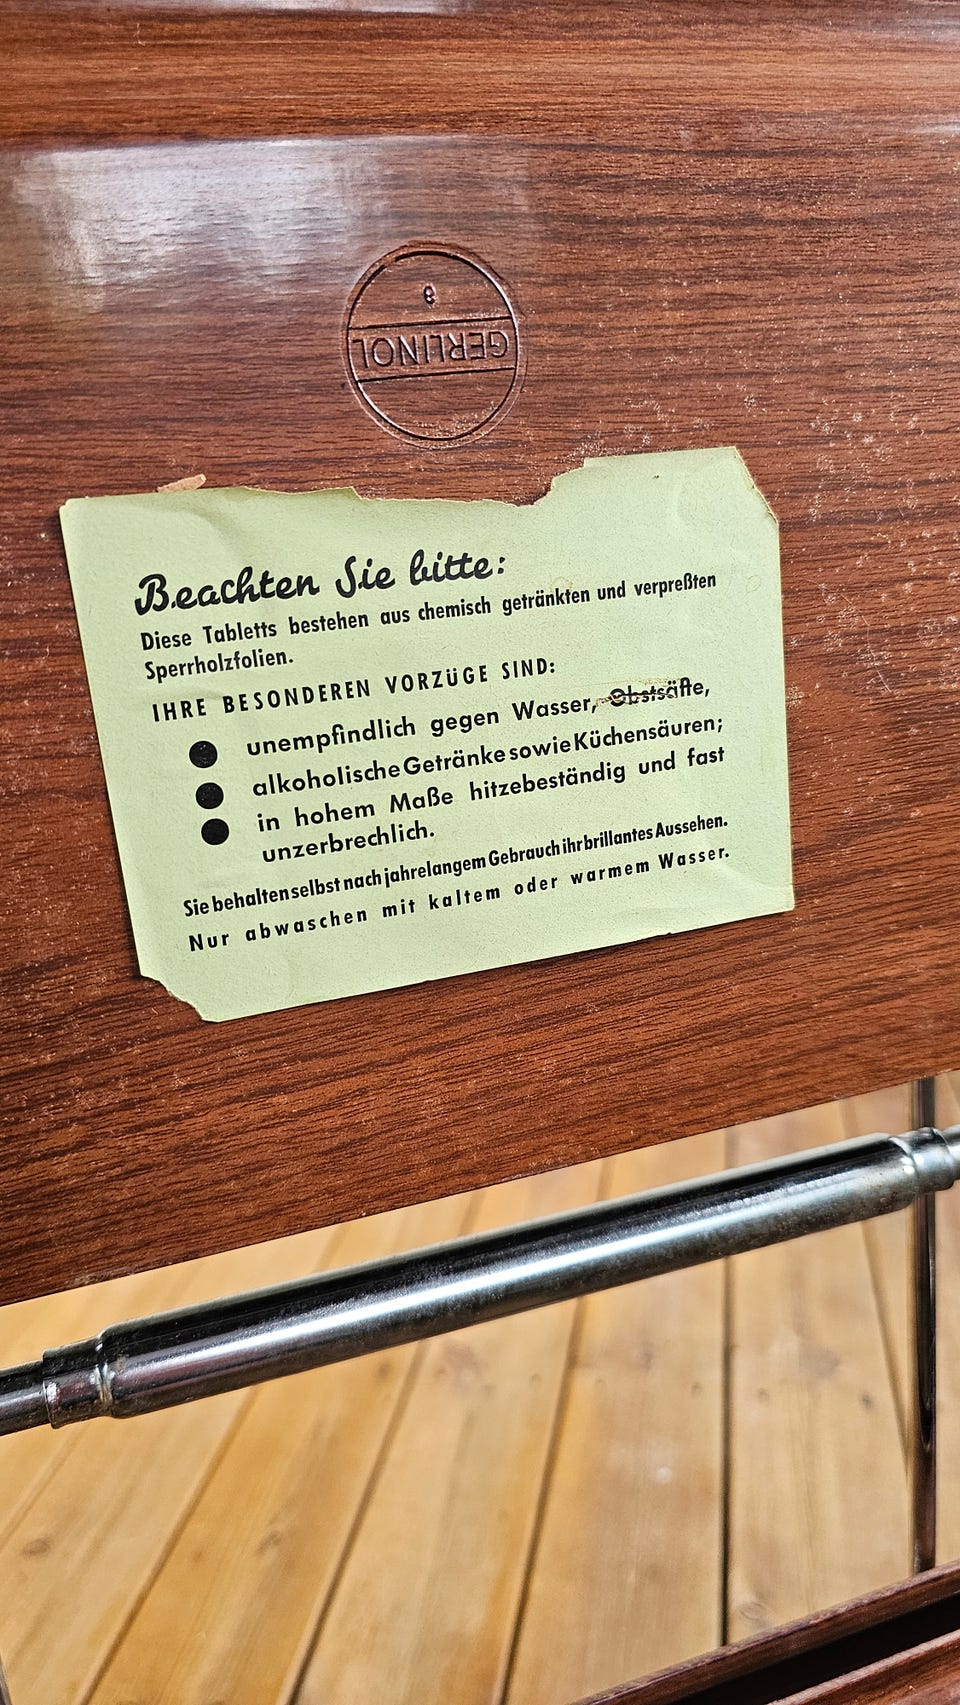 GERLINOL
Beachten Sie bitte:
Diese Tabletts bestehen aus chemisch getränkten und verpreßten
Sperrholzfolien.
IHRE BESONDEREN VORZÜGE SIND:
unempfindlich gegen Wasser, Obstsäfte,
alkoholische Getränke sowie Küchensäuren;
in hohem Maße hitzebeständig und fast
unzerbrechlich.
Sie behalten selbst nach jahrelangem Gebrauch ihr brillantes Aussehen.
Nur abwaschen mit kaltem oder warmem Wasser.